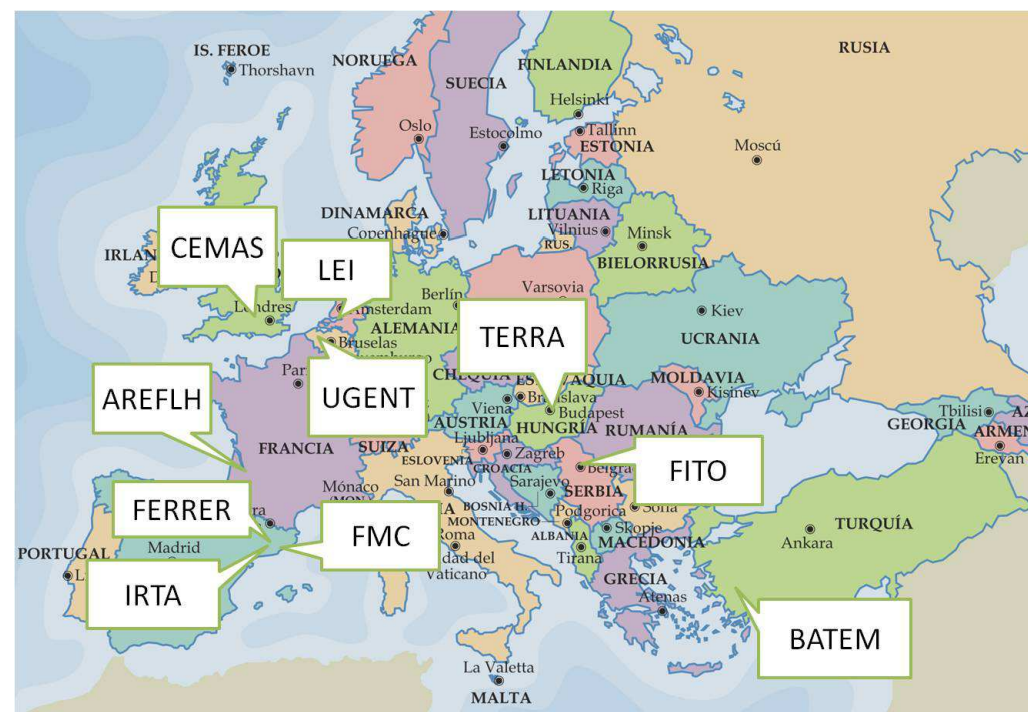 IS. FEROE
Thorshavn
NORUEGA
SUECIA
FINLANDIA
RUSIA
Helsinki
Oslo
Estocolmo
Tallinn
ESTONIA
Moscú
LETONIA
Riga
DINAMARCA
Copenhague
LITUANIA
Vilnius
RUS.
Minsk
BIELORRUSIA
CEMAS
LEI
Londres
Amsterdam
Berlín
Varsovia
ALEMANIA
Kiev
UCRANIA
TERRA
Bruselas
UGENT
AREFLH
MOLDAVIA
Kisinev
Bratislava
Viena
Budapest
AUSTRIA
HUNGRÍA
RUMANÍA
Tbilisi
GEORGIA
Erevan
FRANCIA
SUIZA
Ljubljana
ESLOVENIA
Zagreb
CROACIA
FITO
Mónaco
San Marino
Sarajevo
SERBIA
BOSNIA H.
MONTENEGRO
Podgorica
Sofía
FERRER
FMC
Skopje
MACEDONIA
ALBANIA
Tirana
TURQUÍA
Ankara
PORTUGAL
Madrid
Roma
Vaticano
IRTA
GRECIA
Atenas
BATEM
La Valetta
MALTA